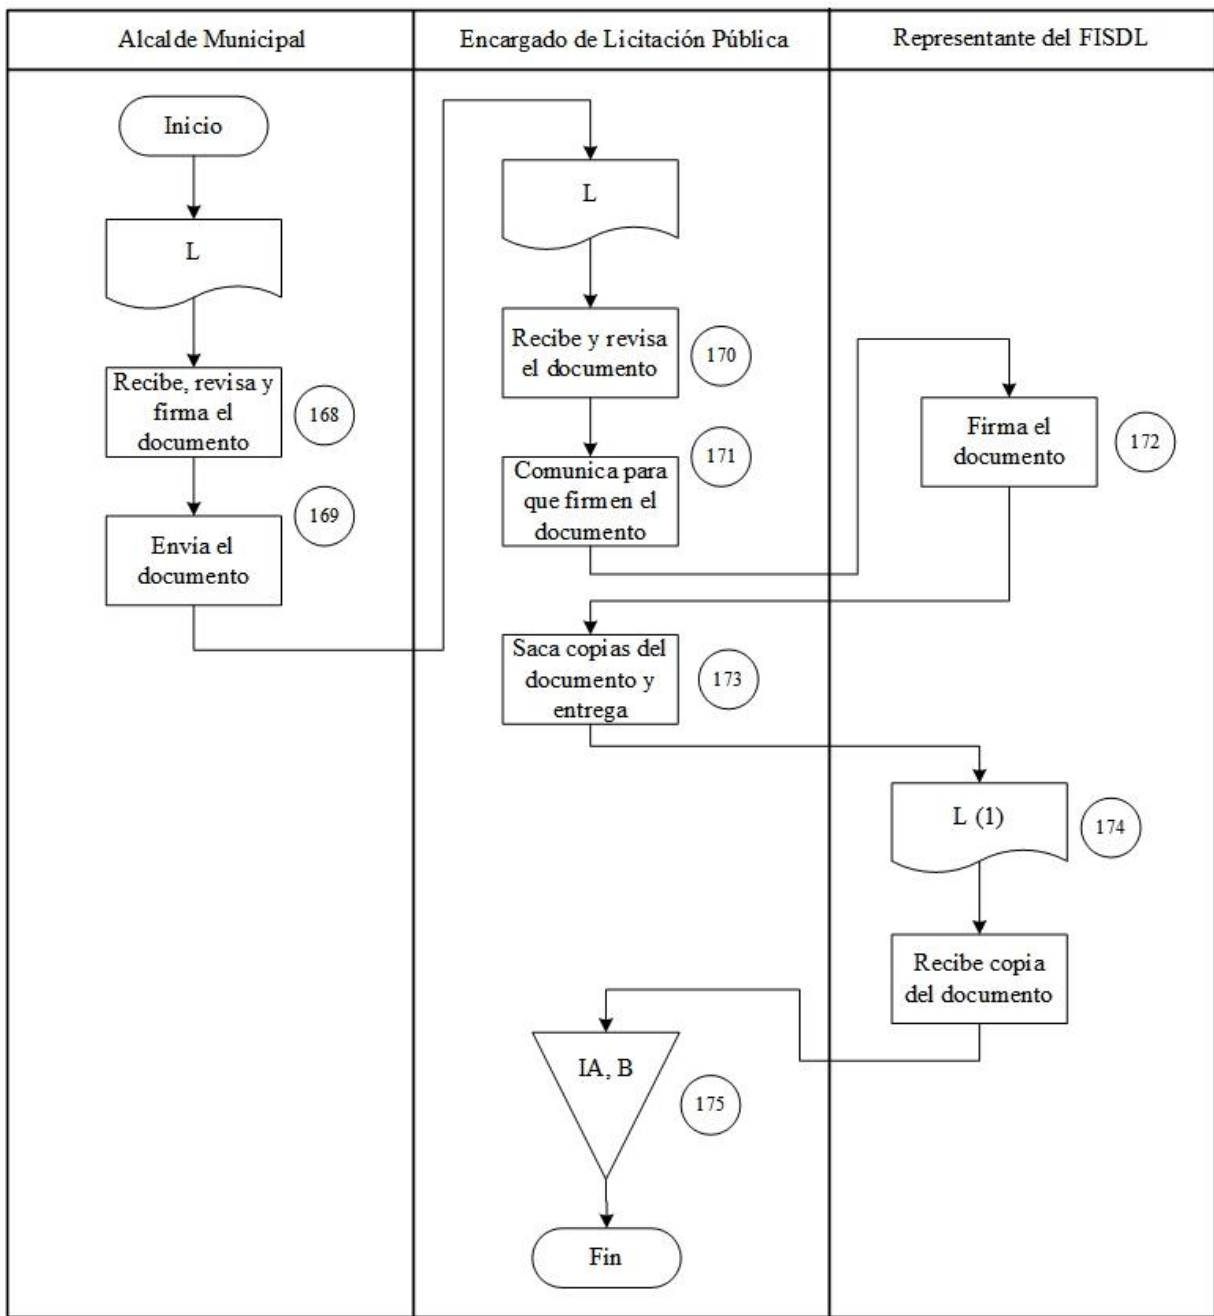 Alcalde Municipal
Encargado de Licitación Pública
Representante del FISDL
Inicio
L
Recibe, revisa y
firma el
documento
168
169
Envía el
documento
L
Recibe y revisa
el documento
170
171
Comunica para
que firmen el
documento
Firma el
documento
172
Saca copias del
documento y
entrega
173
L (1)
174
Recibe copia
del documento
IA, B
175
Fin